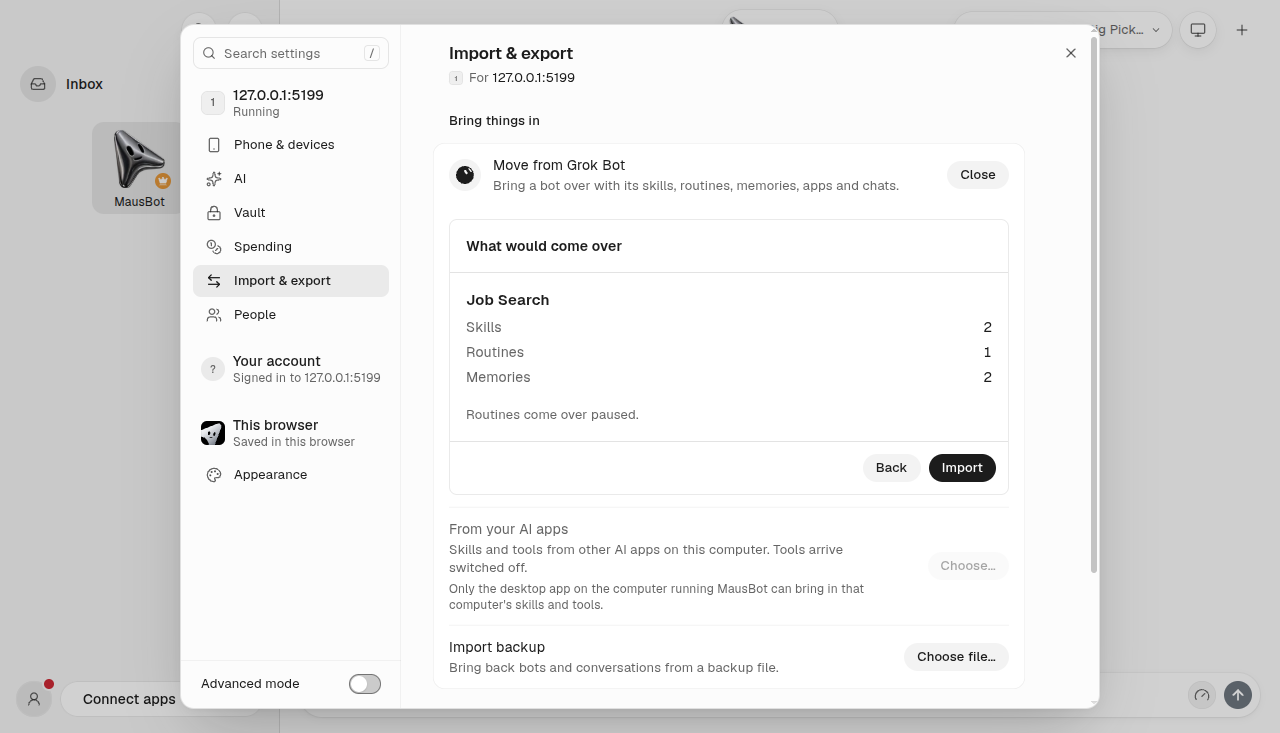 Search settings
/
1
127.0.0.1:5199
Running
Phone & devices
AI
Vault
Spending
Import & export
People
?
Your account
Signed in to 127.0.0.1:5199
This browser
Saved in this browser
Appearance
Advanced mode
Inbox
MausBot
Connect apps
Import & export
1
For 127.0.0.1:5199
Bring things in
Move from Grok Bot
Bring a bot over with its skills, routines, memories, apps and chats.
Close
What would come over
Job Search
Skills 2
Routines 1
Memories 2
Routines come over paused.
Back
Import
From your AI apps
Skills and tools from other AI apps on this computer. Tools arrive
switched off.
Only the desktop app on the computer running MausBot can bring in that
computer's skills and tools.
Choose…
Import backup
Bring back bots and conversations from a backup file.
Choose file…
Pick…